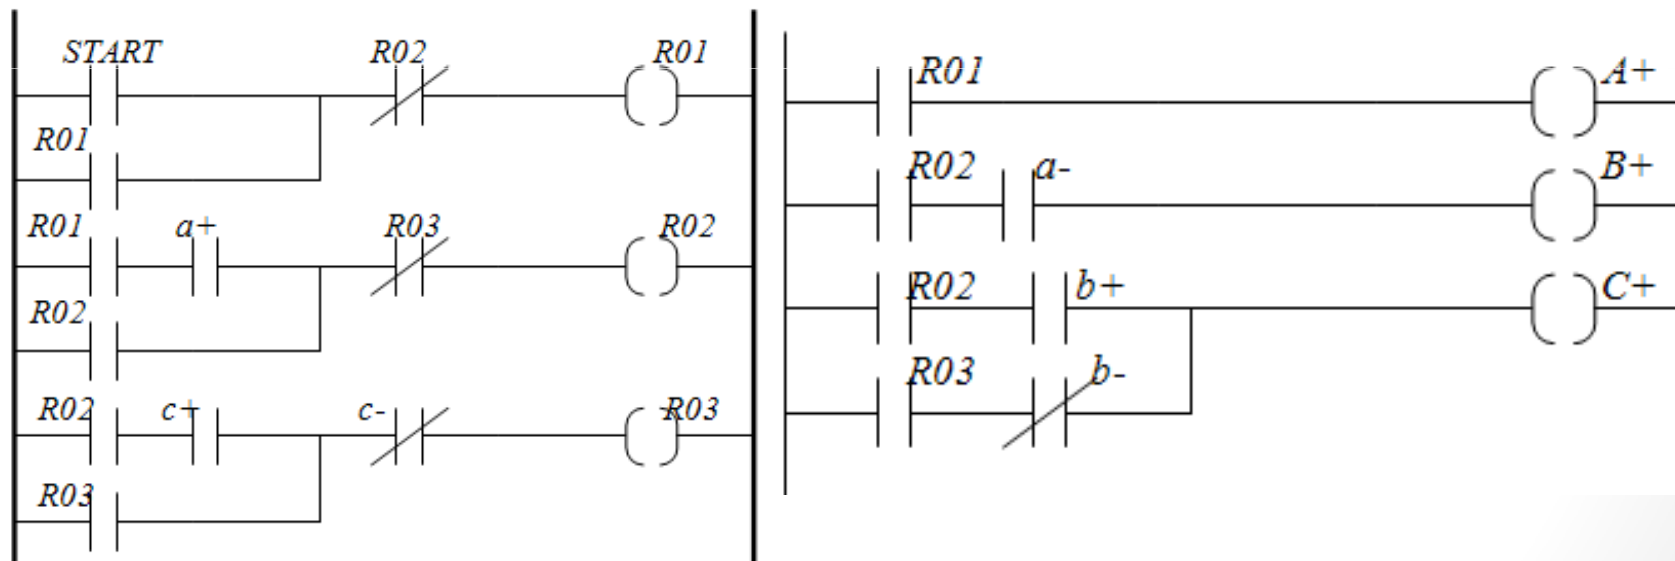 START R02 R01
R01
R01 a+ R03 R02
R02
R02 c+ c- R03
R03
R01 A+
R02 a- B+
R02 b+ C+
R03 b-